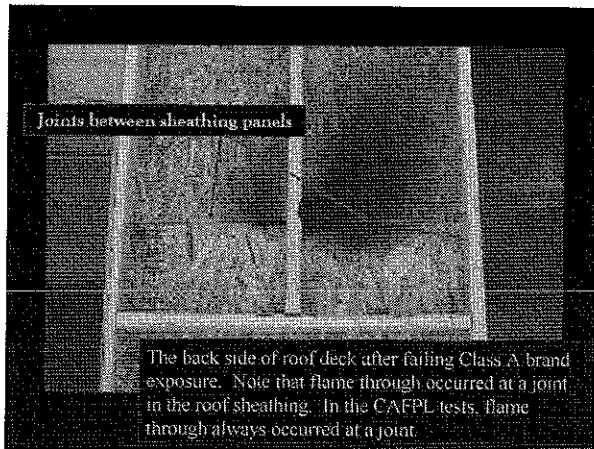 Joints between sheathing panels
The back side of roof deck after failing Class A brand
exposure. Note that flame through occurred at a joint
in the roof sheathing. In the CAFPL tests, flame
through always occurred at a joint.